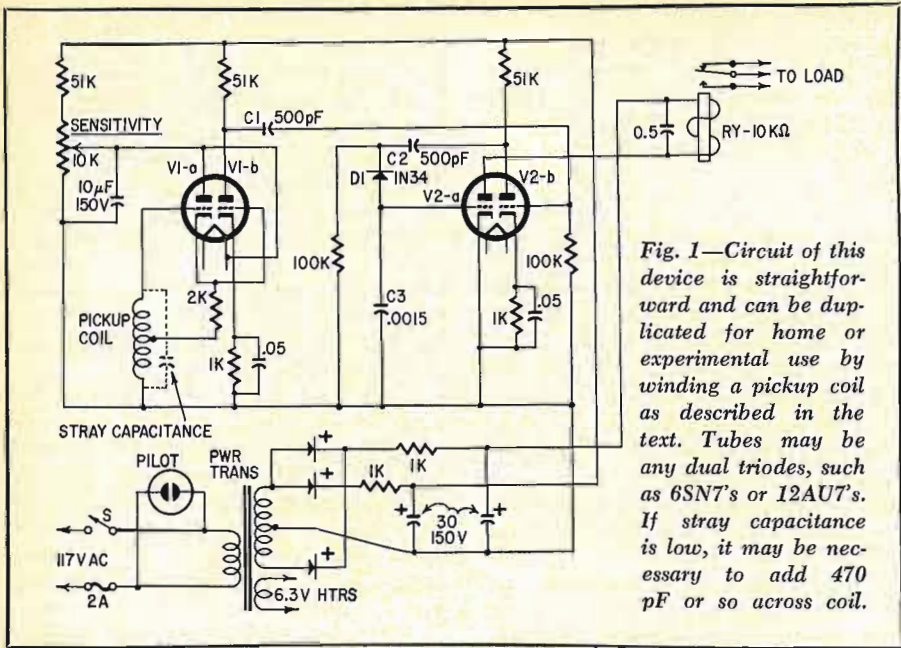 51K
51K
51K
SENSITIVITY
10K
10µF
150V
V1-a
V1-b
C1 500pF
C2 500pF
D1
1N34
V2-a
V2-b
0.5
TO LOAD
RY-10KΩ
100K
100K
2K
PICKUP
COIL
1K
.05
C3
.0015
1K
.05
STRAY CAPACITANCE
PILOT
PWR
TRANS
S
117VAC
2A
+
+
+
1K
1K
+
+
30
150V
6.3V HTRS
Fig. 1—Circuit of this
device is straightfor-
ward and can be dup-
licated for home or
experimental use by
winding a pickup coil
as described in the
text. Tubes may be
any dual triodes, such
as 6SN7's or 12AU7's.
If stray capacitance
is low, it may be nec-
essary to add 470
pF or so across coil.